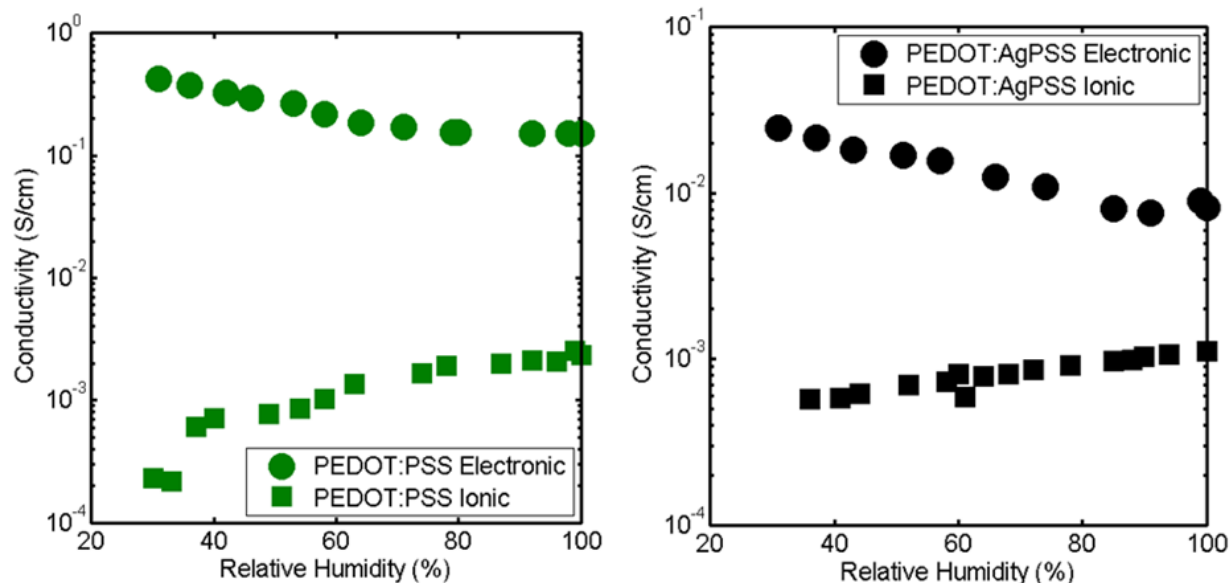 10^0
10^-1
10^-2
10^-3
10^-4
Conductivity (S/cm)
PEDOT:PSS Electronic
PEDOT:PSS Ionic
20
40
60
80
100
Relative Humidity (%)
10^-1
10^-2
10^-3
10^-4
Conductivity (S/cm)
PEDOT:AgPSS Electronic
PEDOT:AgPSS Ionic
20
40
60
80
100
Relative Humidity (%)